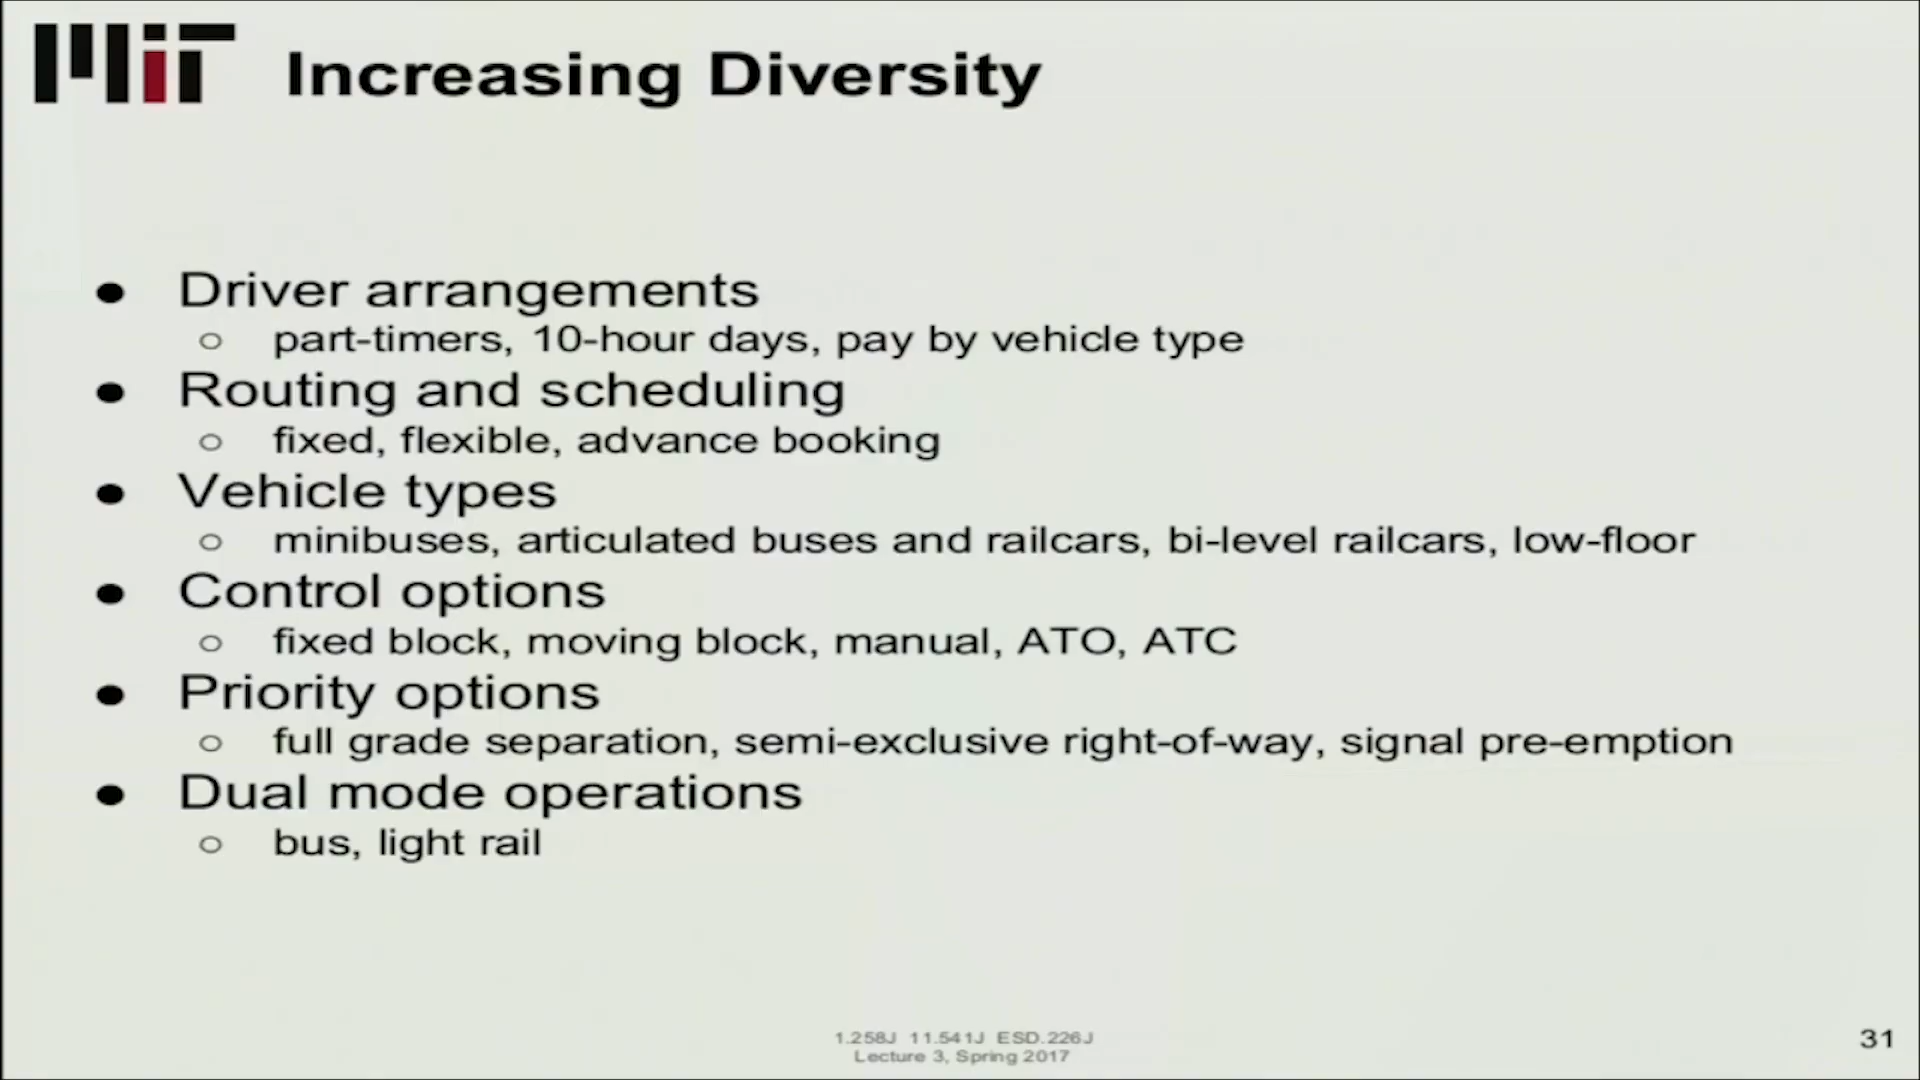 MIT Increasing Diversity
● Driver arrangements
○ part-timers, 10-hour days, pay by vehicle type
● Routing and scheduling
○ fixed, flexible, advance booking
● Vehicle types
○ minibuses, articulated buses and railcars, bi-level railcars, low-floor
● Control options
○ fixed block, moving block, manual, ATO, ATC
● Priority options
○ full grade separation, semi-exclusive right-of-way, signal pre-emption
● Dual mode operations
○ bus, light rail
1.258J 11.541J ESD.226J
Lecture 3, Spring 2017
31